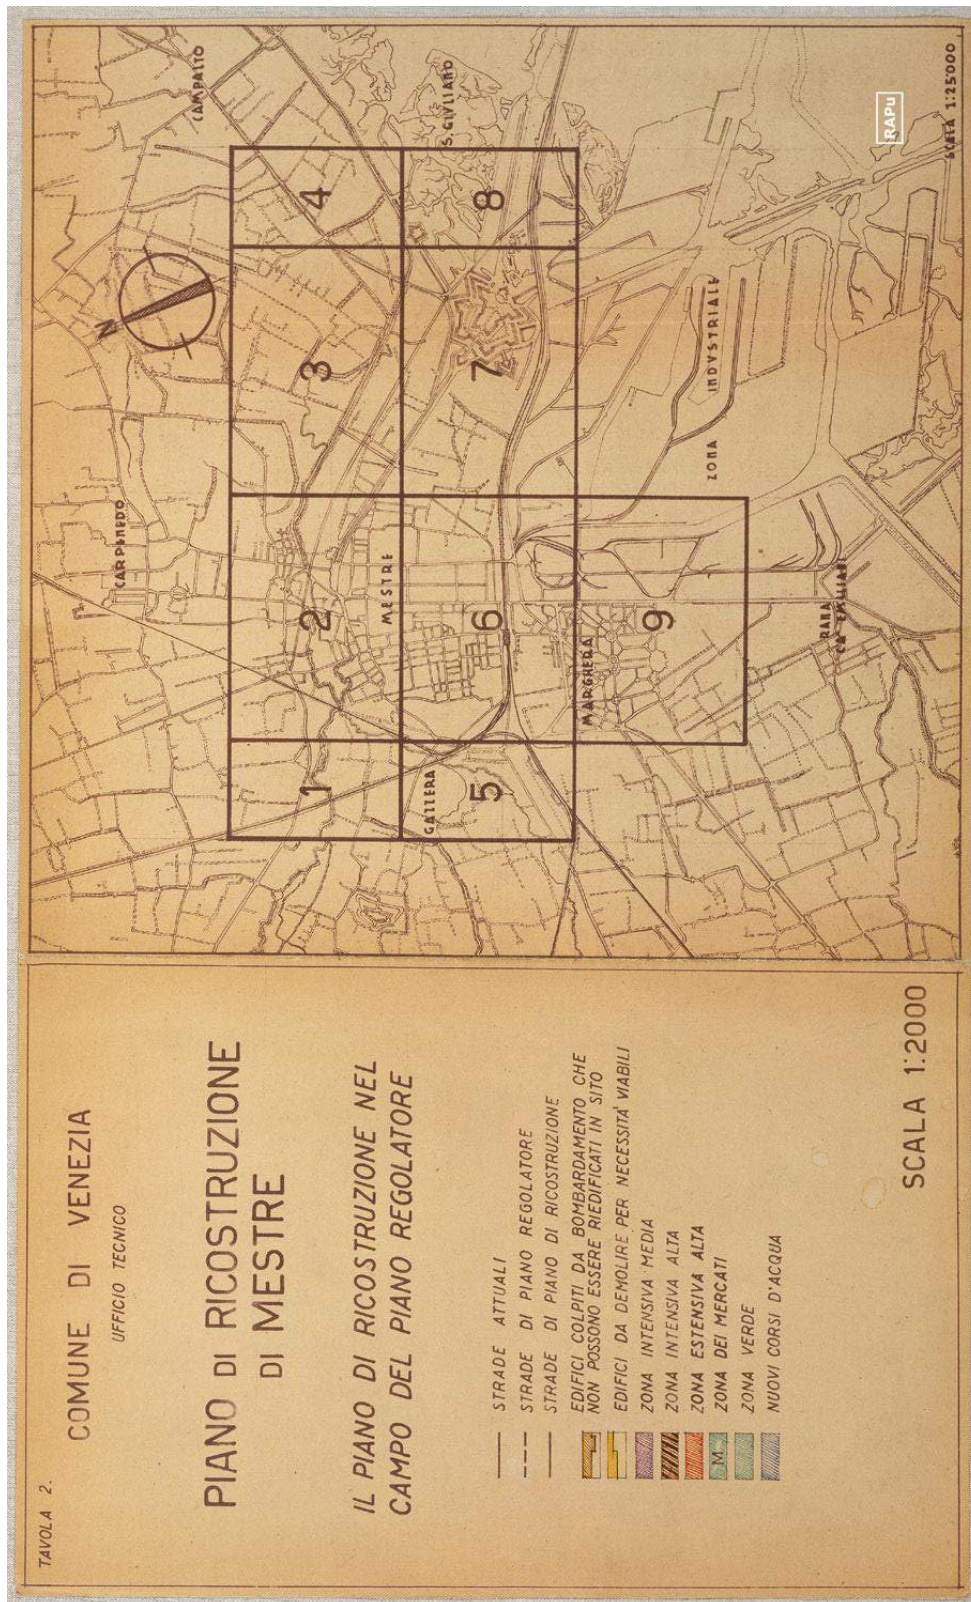 TAVOLA 2.
COMUNE DI VENEZIA
UFFICIO TECNICO
PIANO DI RICOSTRUZIONE
DI MESTRE
IL PIANO DI RICOSTRUZIONE NEL
CAMPO DEL PIANO REGOLATORE
STRADE ATTUALI
STRADE DI PIANO REGOLATORE
STRADE DI PIANO DI RICOSTRUZIONE
EDIFICI COLPITI DA BOMBARDAMENTO CHE
NON POSSONO ESSERE RIEDIFICATI IN SITO
EDIFICI DA DEMOLIRE PER NECESSITÀ VIABILI
ZONA INTENSIVA MEDIA
ZONA INTENSIVA ALTA
ZONA ESTENSIVA ALTA
M
ZONA DEI MERCATI
ZONA VERDE
NUOVI CORSI D'ACQUA
SCALA 1:2000
CAMPALTO
N
CARPENEDO
1
2
3
4
MESTRE
S. GIULIANO
GAZZERA
5
6
7
8
MARGHERA
9
ZONA INDVSTRIALE
RANA
RAPu
SCALA 1:25000